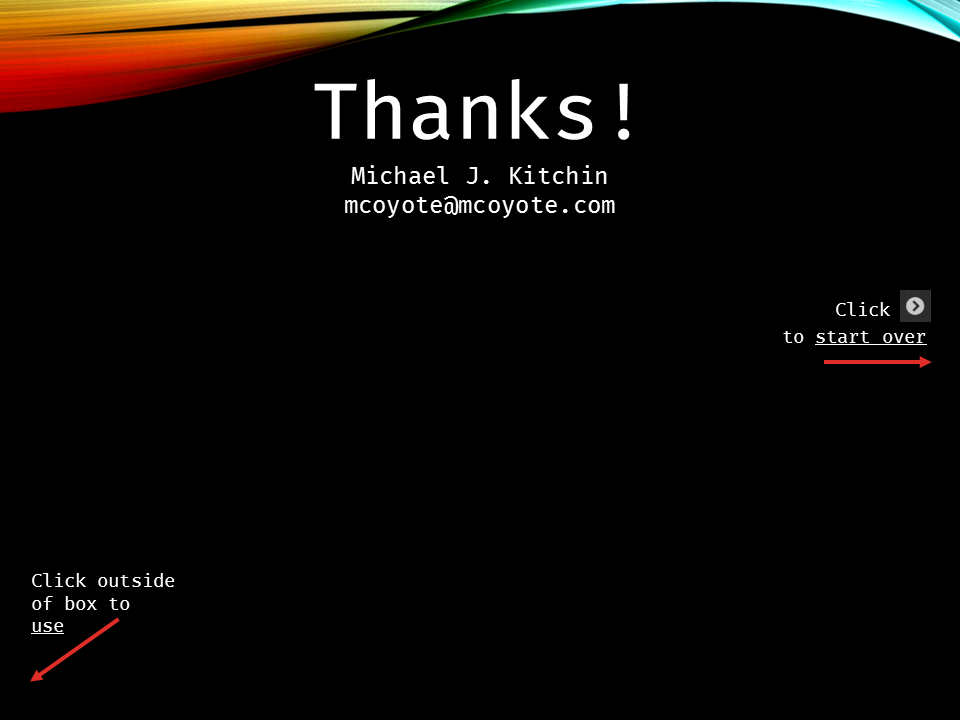 Thanks!
Michael J. Kitchin
mcoyote@mcoyote.com
Click
to start over
Click outside
of box to
use